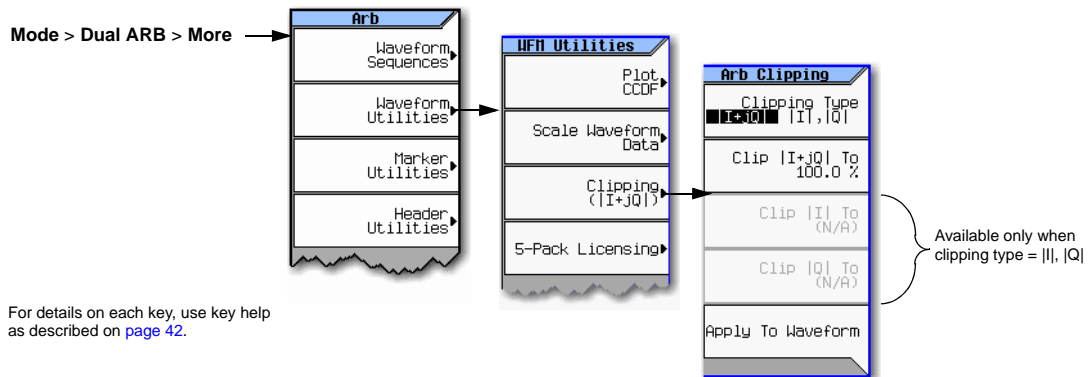 Mode > Dual ARB > More
Arb
Waveform
Sequences
Waveform
Utilities
Marker
Utilities
Header
Utilities
WFM Utilities
Plot
CCDF
Scale Waveform
Data
Clipping
(|I+jQ|)
5-Pack Licensing
Arb Clipping
Clipping Type
|I+jQ| |I|,|Q|
Clip |I+jQ| To
100.0 %
Clip |I| To
(N/A)
Clip |Q| To
(N/A)
Apply To Waveform
Available only when
clipping type = |I|, |Q|
For details on each key, use key help
as described on page 42.